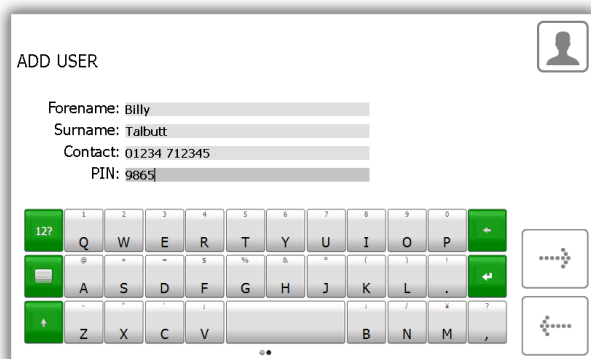 ADD USER
Forename: Billy
Surname: Talbutt
Contact: 01234 712345
PIN: 9865
1 2 3 4 5 6 7 8 9 0
12? Q W E R T Y U I O P
@ + = $ % & * ( ) !
A S D F G H J K L .
- " ' ; : / ¥ ?
Z X C V B N M ,